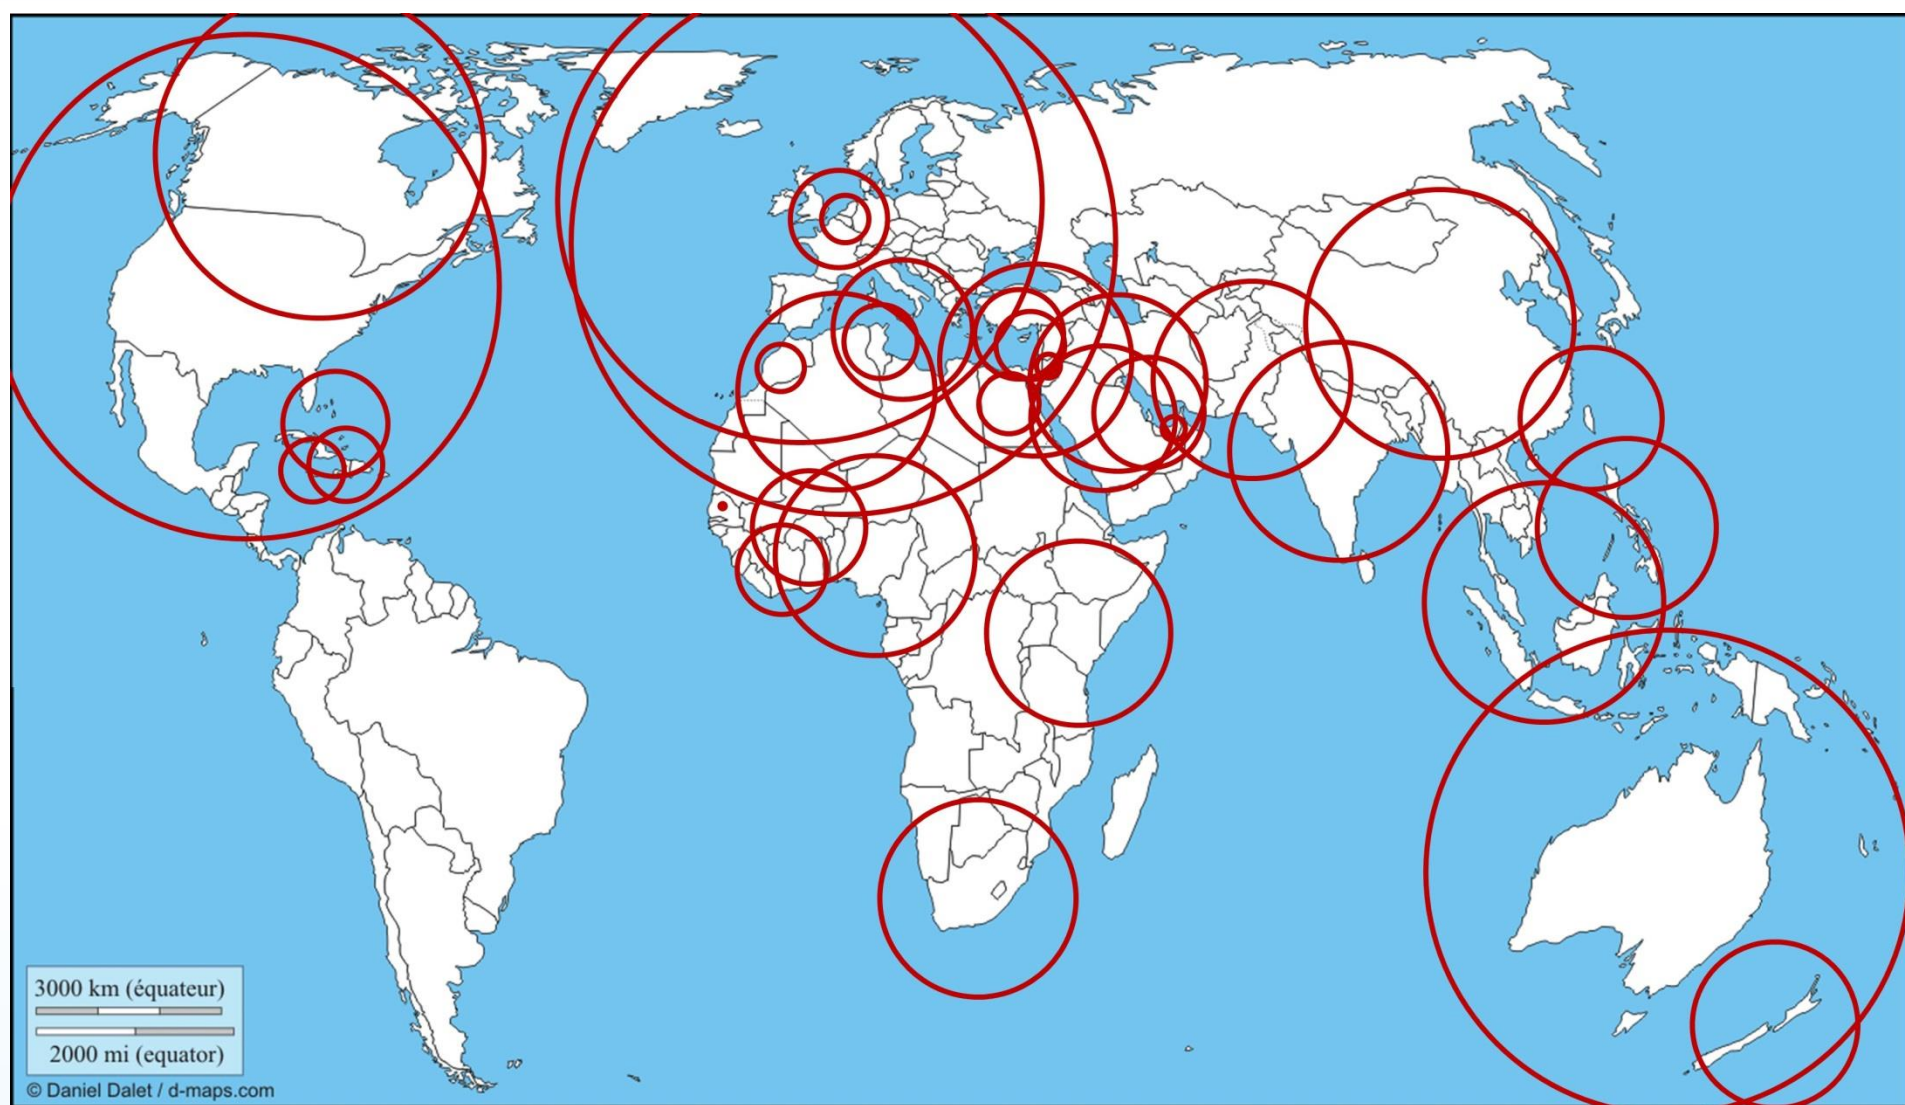 3000 km (équateur)
2000 mi (equator)
© Daniel Dalet / d-maps.com